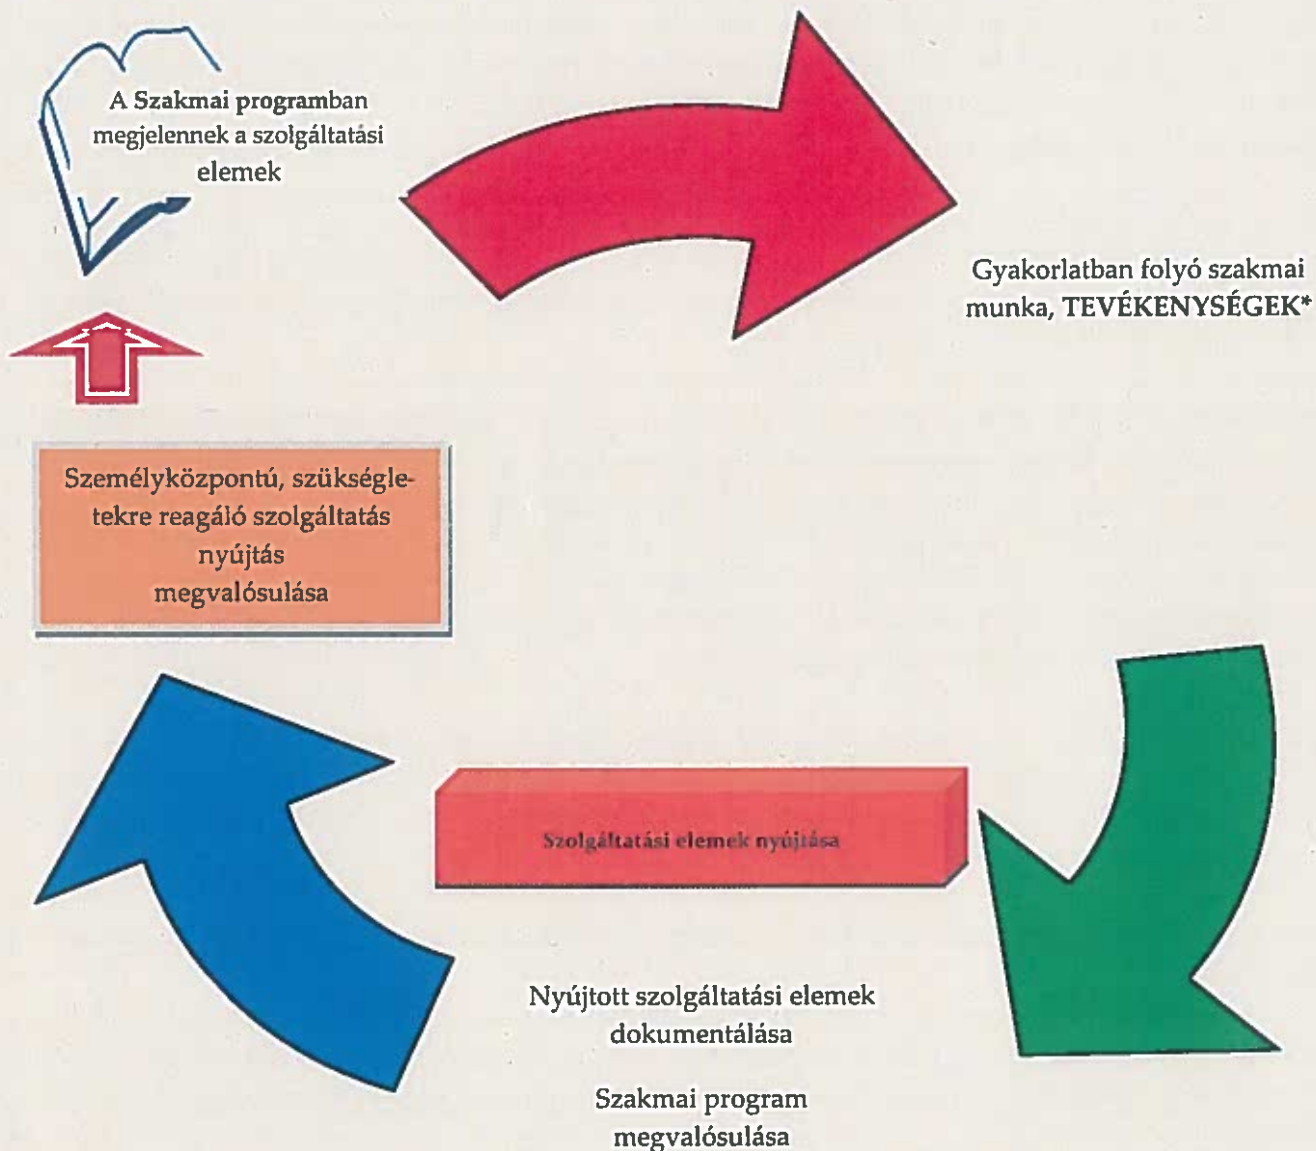 A Szakmai programban
megjelennek a szolgáltatási
elemek
Gyakorlatban folyó szakmai
munka, TEVÉKENYSÉGEK*
Személyközpontú, szükségle-
tekre reagáló szolgáltatás
nyújtás
megvalósulása
Szolgáltatási elemek nyújtása
Nyújtott szolgáltatási elemek
dokumentálása
Szakmai program
megvalósulása